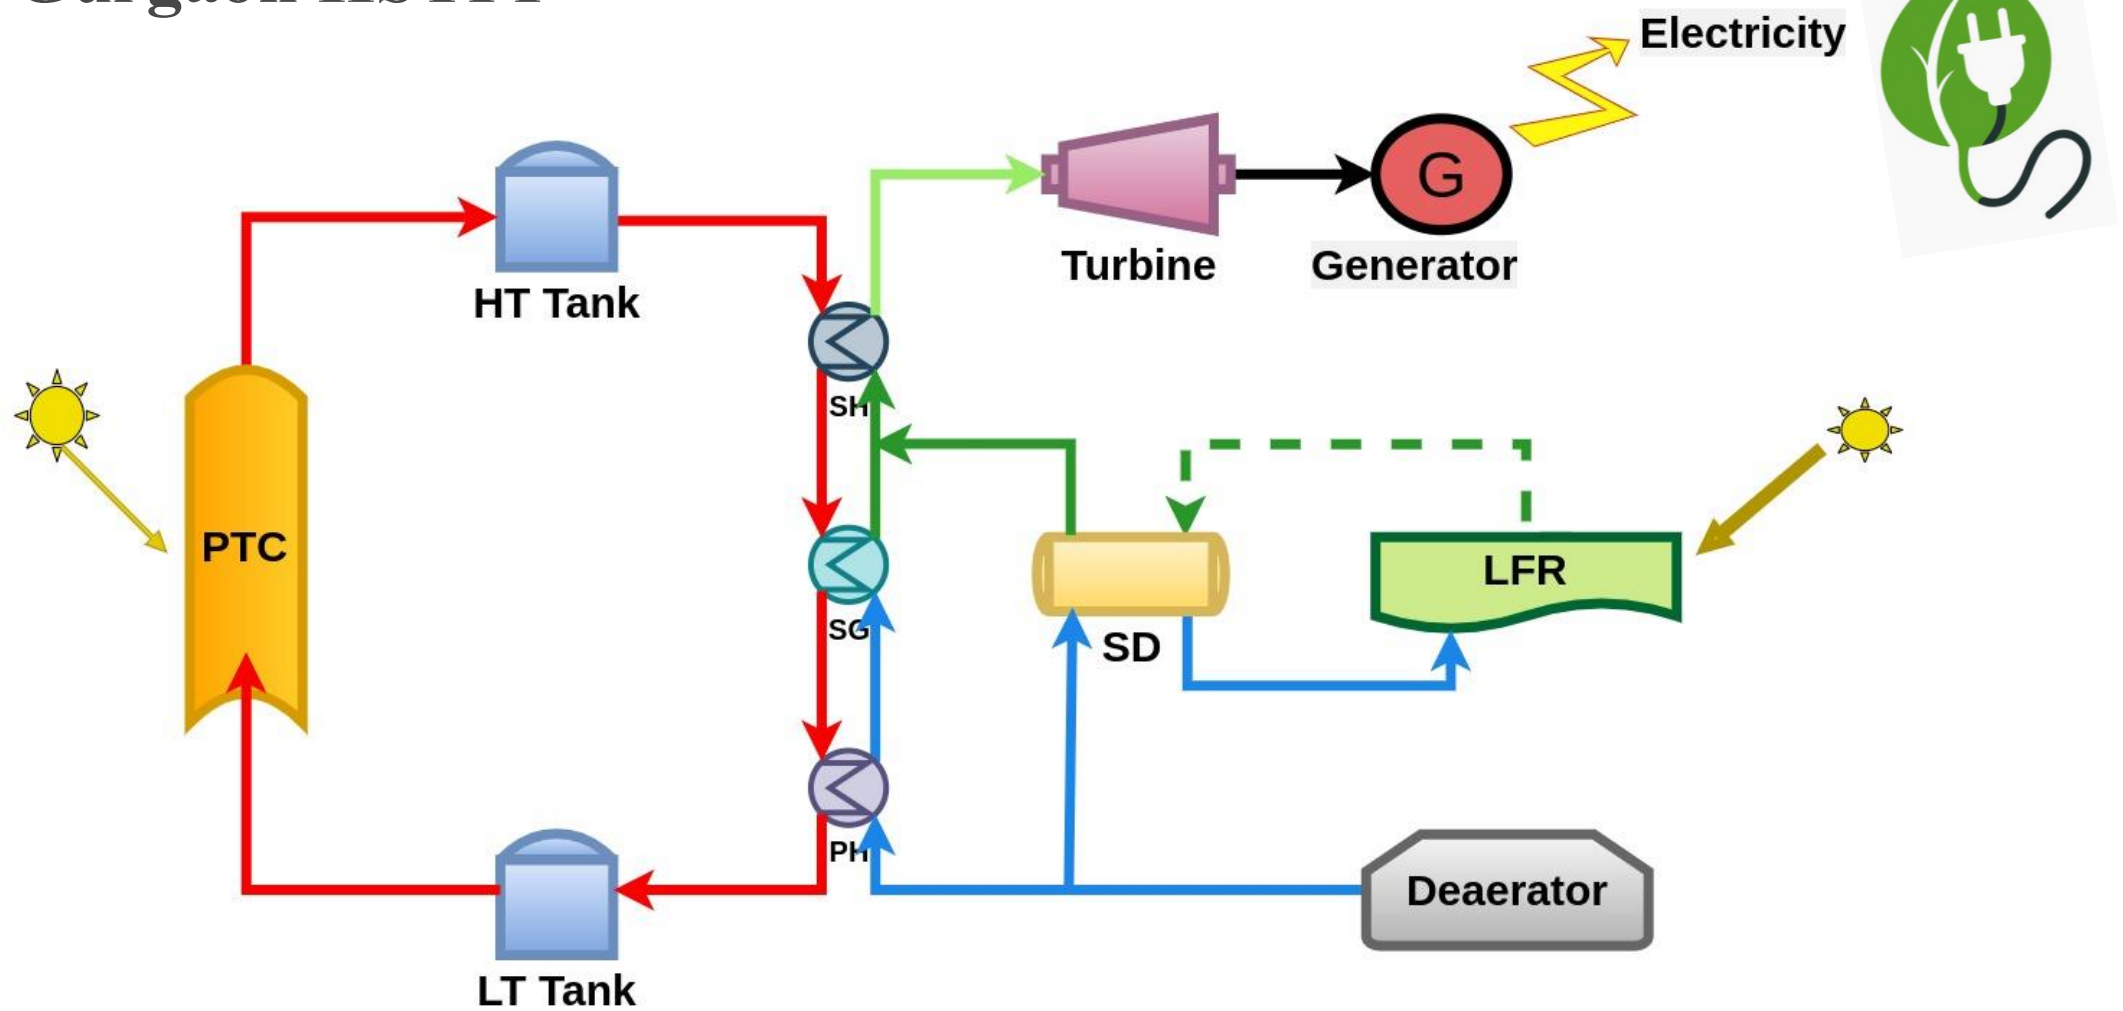 Electricity
G
Turbine
Generator
HT Tank
SH
PTC
LFR
SG
SD
PH
Deaerator
LT Tank